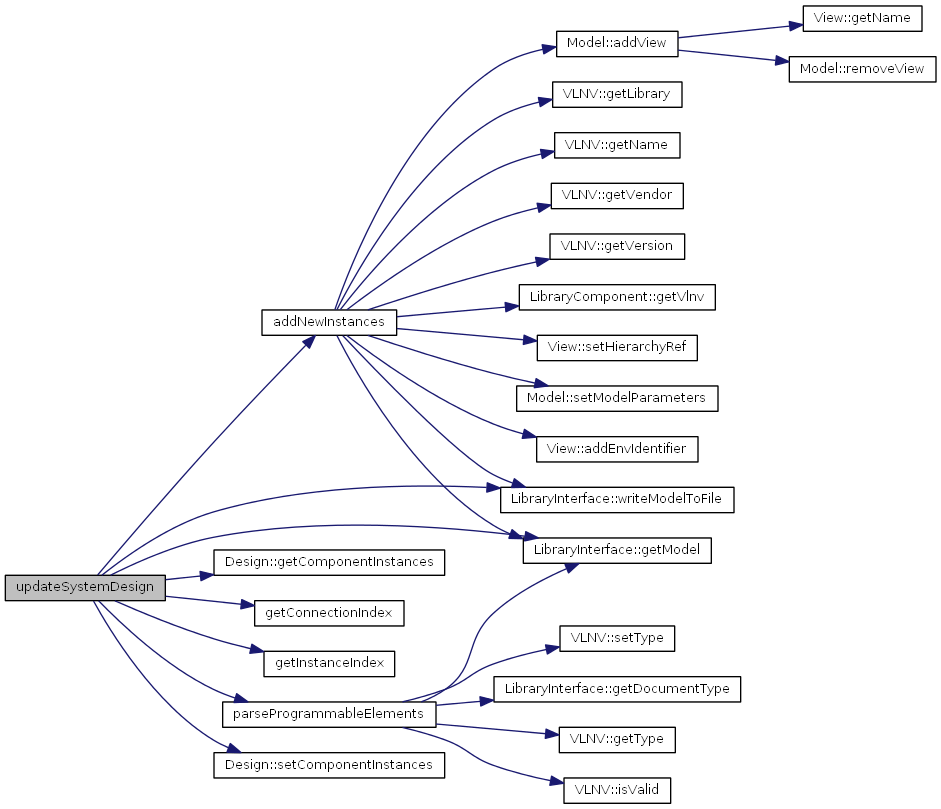 View::getName
Model::addView
Model::removeView
VLNV::getLibrary
VLNV::getName
VLNV::getVendor
VLNV::getVersion
LibraryComponent::getVlnv
addNewInstances
View::setHierarchyRef
Model::setModelParameters
View::addEnvIdentifier
LibraryInterface::writeModelToFile
LibraryInterface::getModel
Design::getComponentInstances
updateSystemDesign
getConnectionIndex
VLNV::setType
getInstanceIndex
LibraryInterface::getDocumentType
parseProgrammableElements
VLNV::getType
Design::setComponentInstances
VLNV::isValid